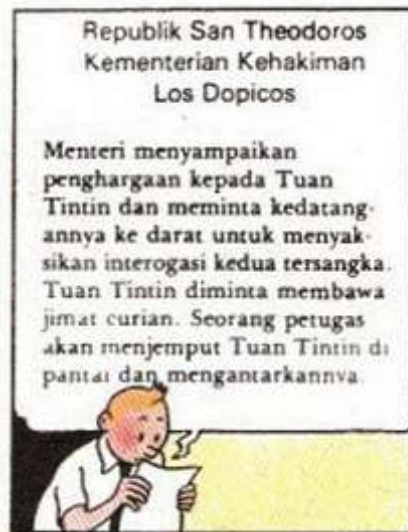 Republik San Theodoros
Kementerian Kehakiman
Los Dopicos
Menteri menyampaikan
penghargaan kepada Tuan
Tintin dan meminta kedatang-
annya ke darat untuk menyak-
sikan interogasi kedua tersangka.
Tuan Tintin diminta membawa
jimat curian. Seorang petugas
akan menjemput Tuan Tintin di
pantai dan mengantarkannya.